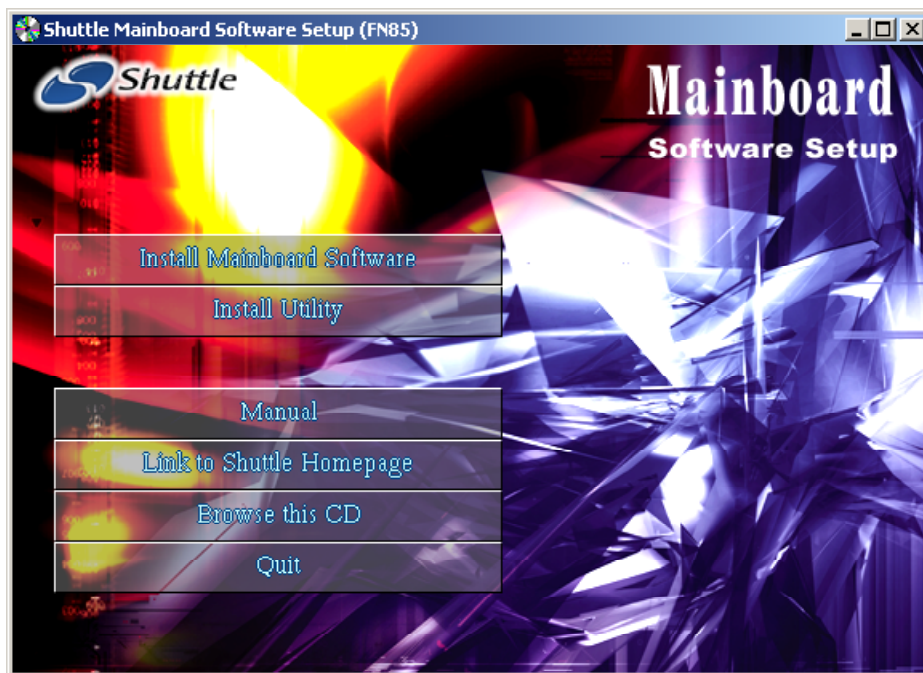 Shuttle Mainboard Software Setup (FN85)
Shuttle
Mainboard
Software Setup
Install Mainboard Software
Install Utility
Manual
Link to Shuttle Homepage
Browse this CD
Quit